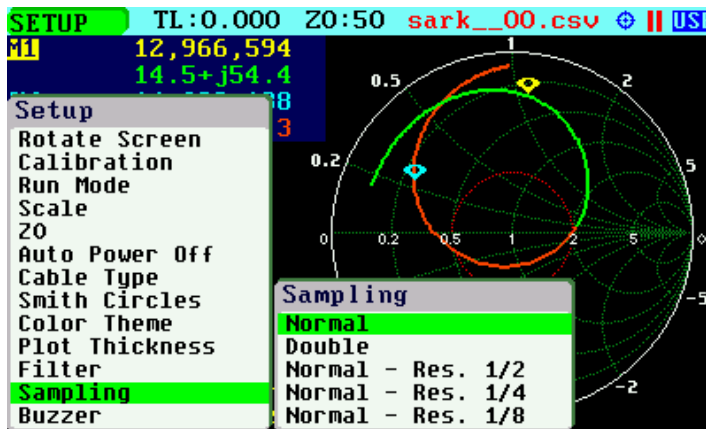 SETUP TL:0.000 Z0:50 sark__00.csv
M1 12,966,594
14.5+j54.4
8
3
Setup
Rotate Screen
Calibration
Run Mode
Scale
Z0
Auto Power Off
Cable Type
Smith Circles
Color Theme
Plot Thickness
Filter
Sampling
Buzzer
Sampling
Normal
Double
Normal - Res. 1/2
Normal - Res. 1/4
Normal - Res. 1/8
1
0.5
2
0.2
5
0 0.2 0.5 1 2 5
-5
-2